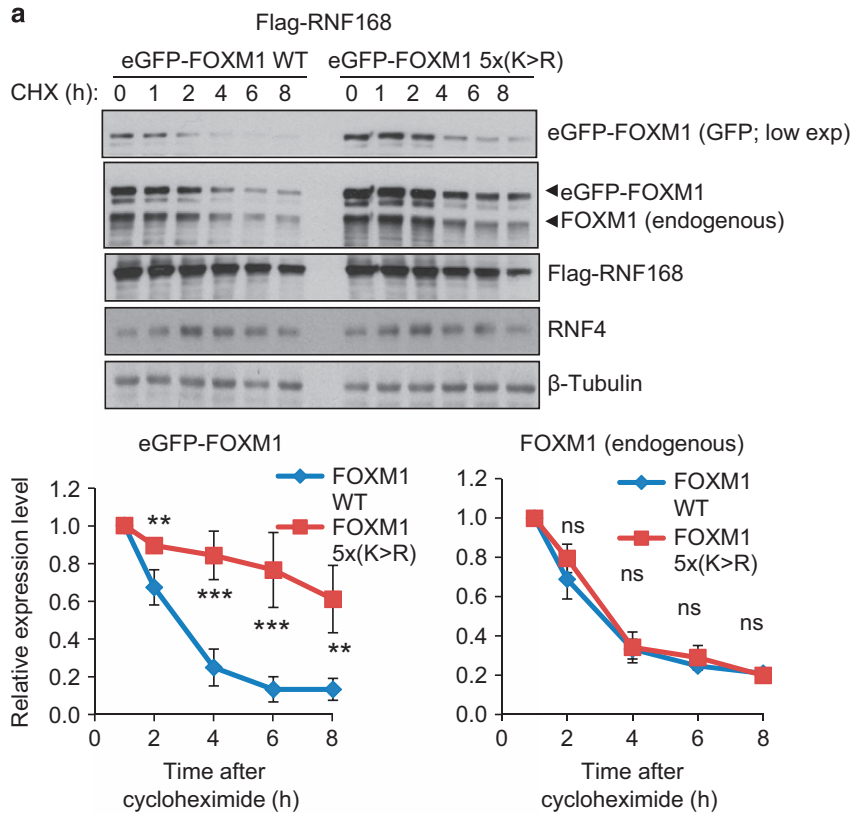 a
Flag-RNF168
eGFP-FOXM1 WT eGFP-FOXM1 5x(K>R)
CHX (h): 0 1 2 4 6 8 0 1 2 4 6 8
eGFP-FOXM1 (GFP; low exp)
◄eGFP-FOXM1
◄FOXM1 (endogenous)
Flag-RNF168
RNF4
β-Tubulin
eGFP-FOXM1
Relative expression level
1.2
1.0
0.8
0.6
0.4
0.2
0.0
0 2 4 6 8
Time after
cycloheximide (h)
FOXM1
WT
FOXM1
5x(K>R)
**
***
***
**
FOXM1 (endogenous)
1.2
1.0
0.8
0.6
0.4
0.2
0.0
0 2 4 6 8
Time after
cycloheximide (h)
FOXM1
WT
FOXM1
5x(K>R)
ns
ns
ns
ns